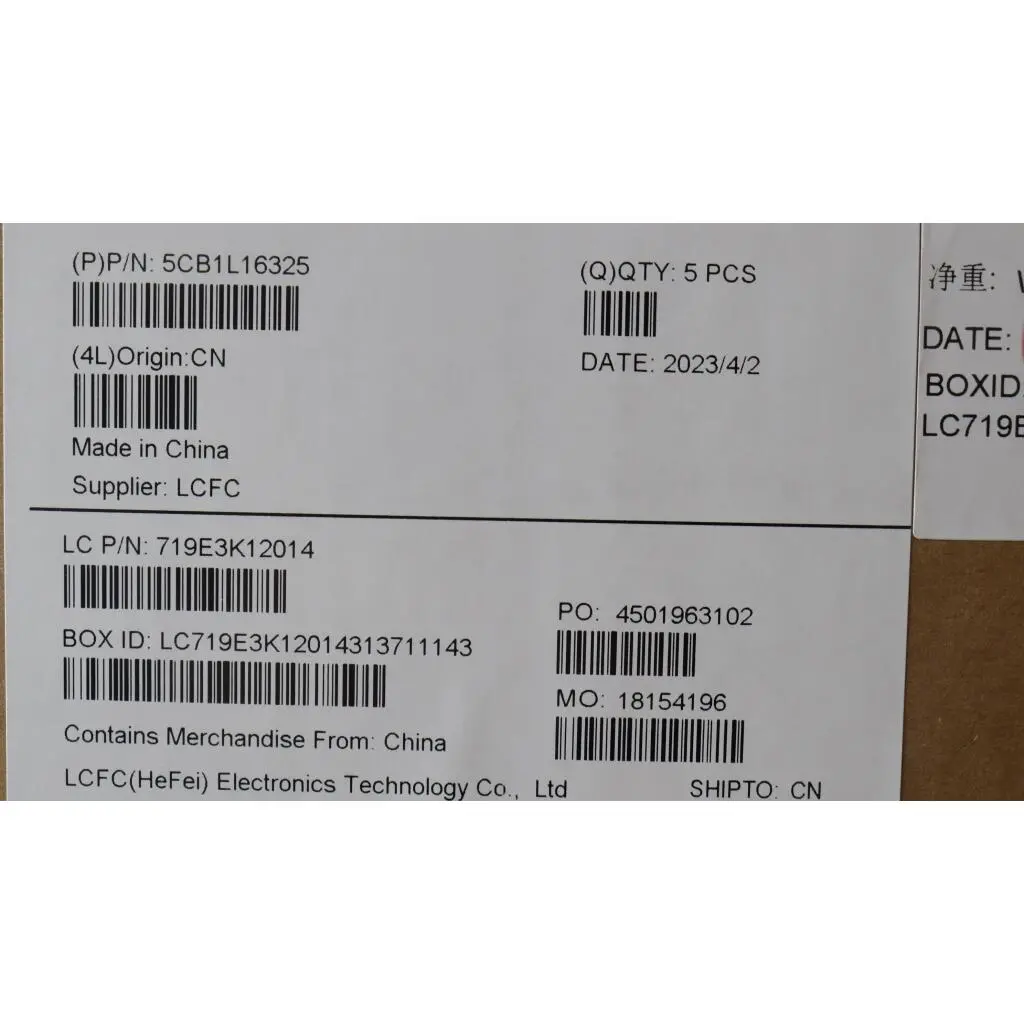 (P)P/N: 5CB1L16325
(Q)QTY: 5 PCS
(4L)Origin:CN
DATE: 2023/4/2
Made in China
Supplier: LCFC
LC P/N: 719E3K12014
BOX ID: LC719E3K12014313711143
PO: 4501963102
MO: 18154196
Contains Merchandise From: China
LCFC(HeFei) Electronics Technology Co., Ltd
SHIPTO: CN
净重:
DATE:
BOXID
LC719E